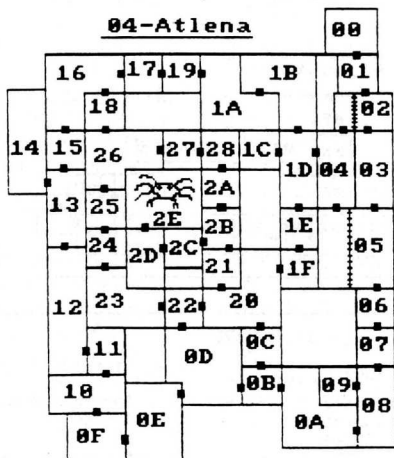 04-Atlena
00
16 17 19 1B 01
18 1A 02
14 15 26 27 28 1C 1D 04 03
13 25 2A
2E 2B 1E
24 2D 2C 05
21 1F
12 23 22 20 06
11 0D 0C 07
10 0B 09
0E 0A 08
0F